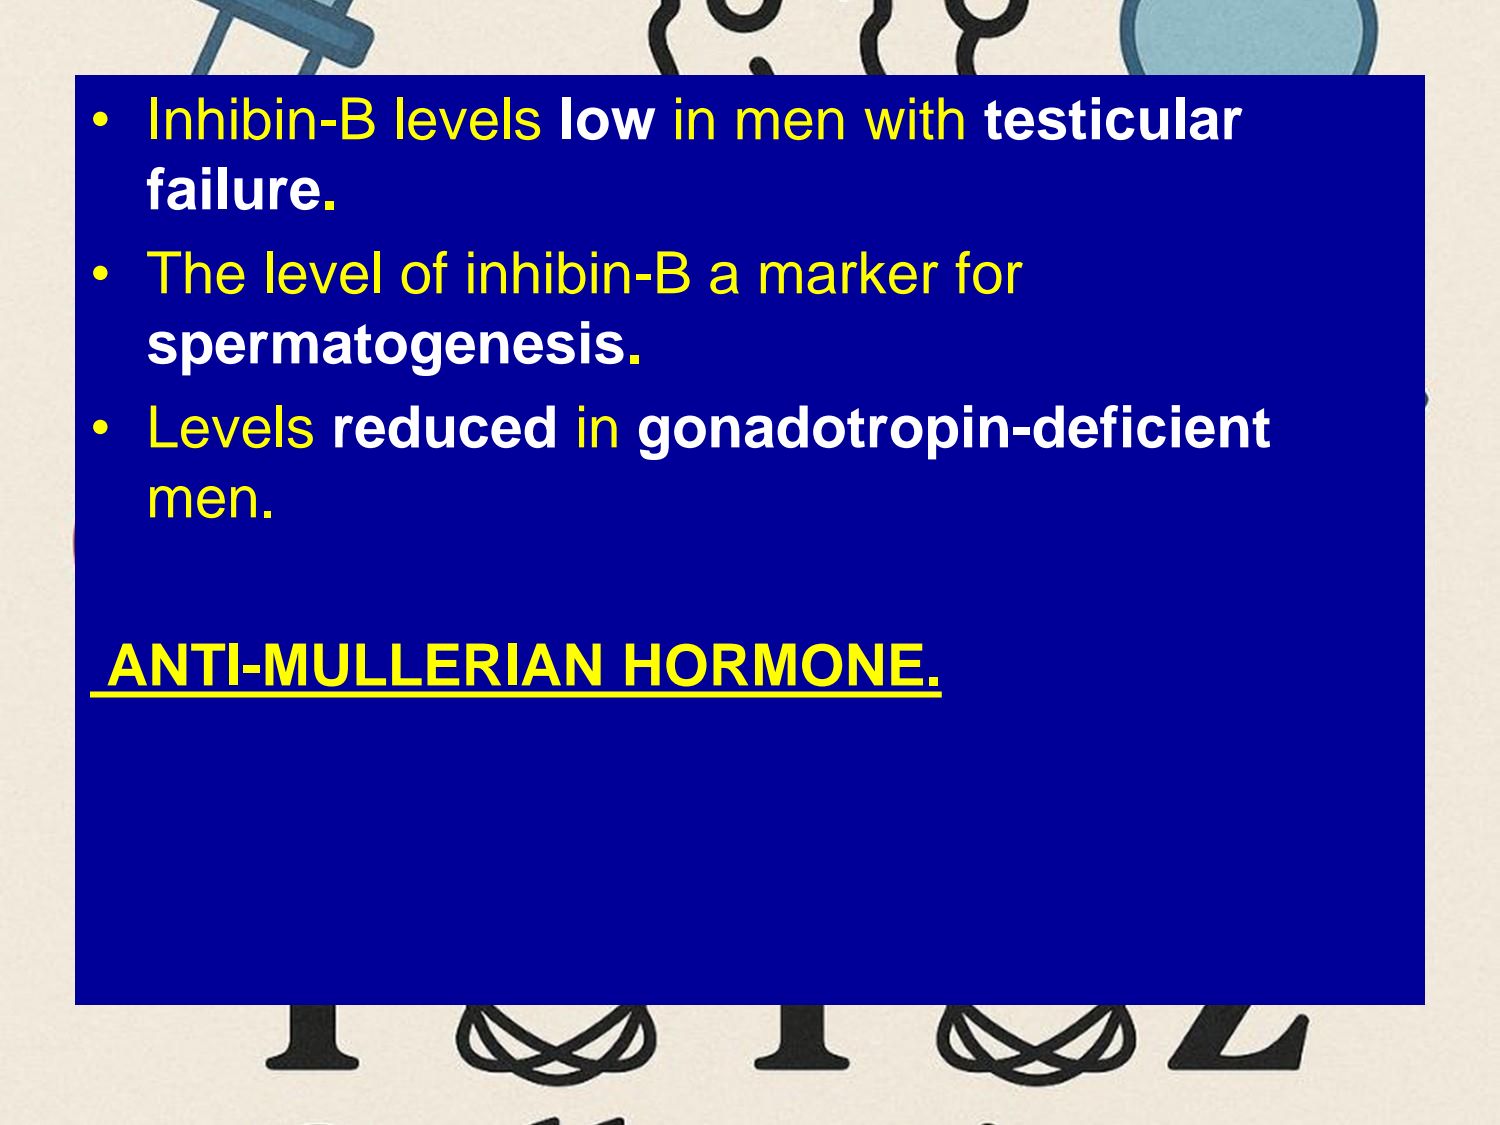 • Inhibin-B levels low in men with testicular
failure.
• The level of inhibin-B a marker for
spermatogenesis.
• Levels reduced in gonadotropin-deficient
men.
ANTI-MULLERIAN HORMONE.